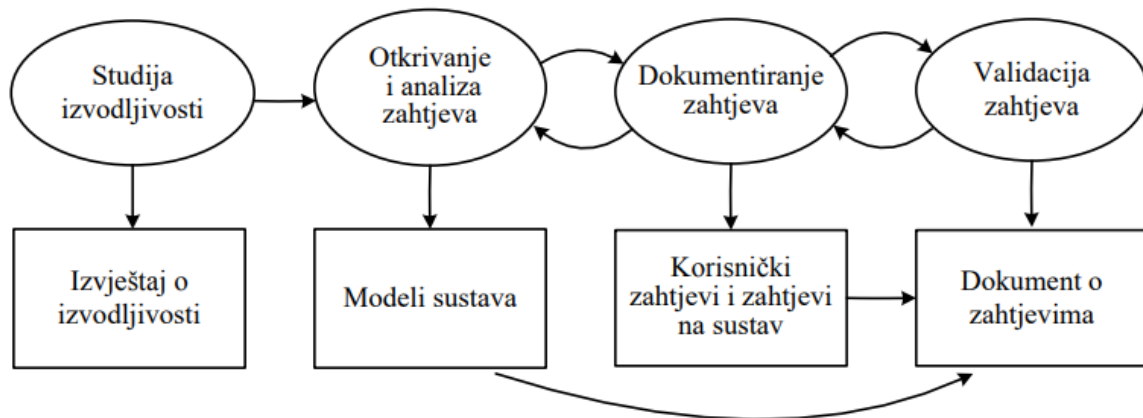 Studija
izvodljivosti
Otkrivanje
i analiza
zahtjeva
Dokumentiranje
zahtjeva
Validacija
zahtjeva
Izvještaj o
izvodljivosti
Modeli sustava
Korisnički
zahtjevi i zahtjevi
na sustav
Dokument o
zahtjevima